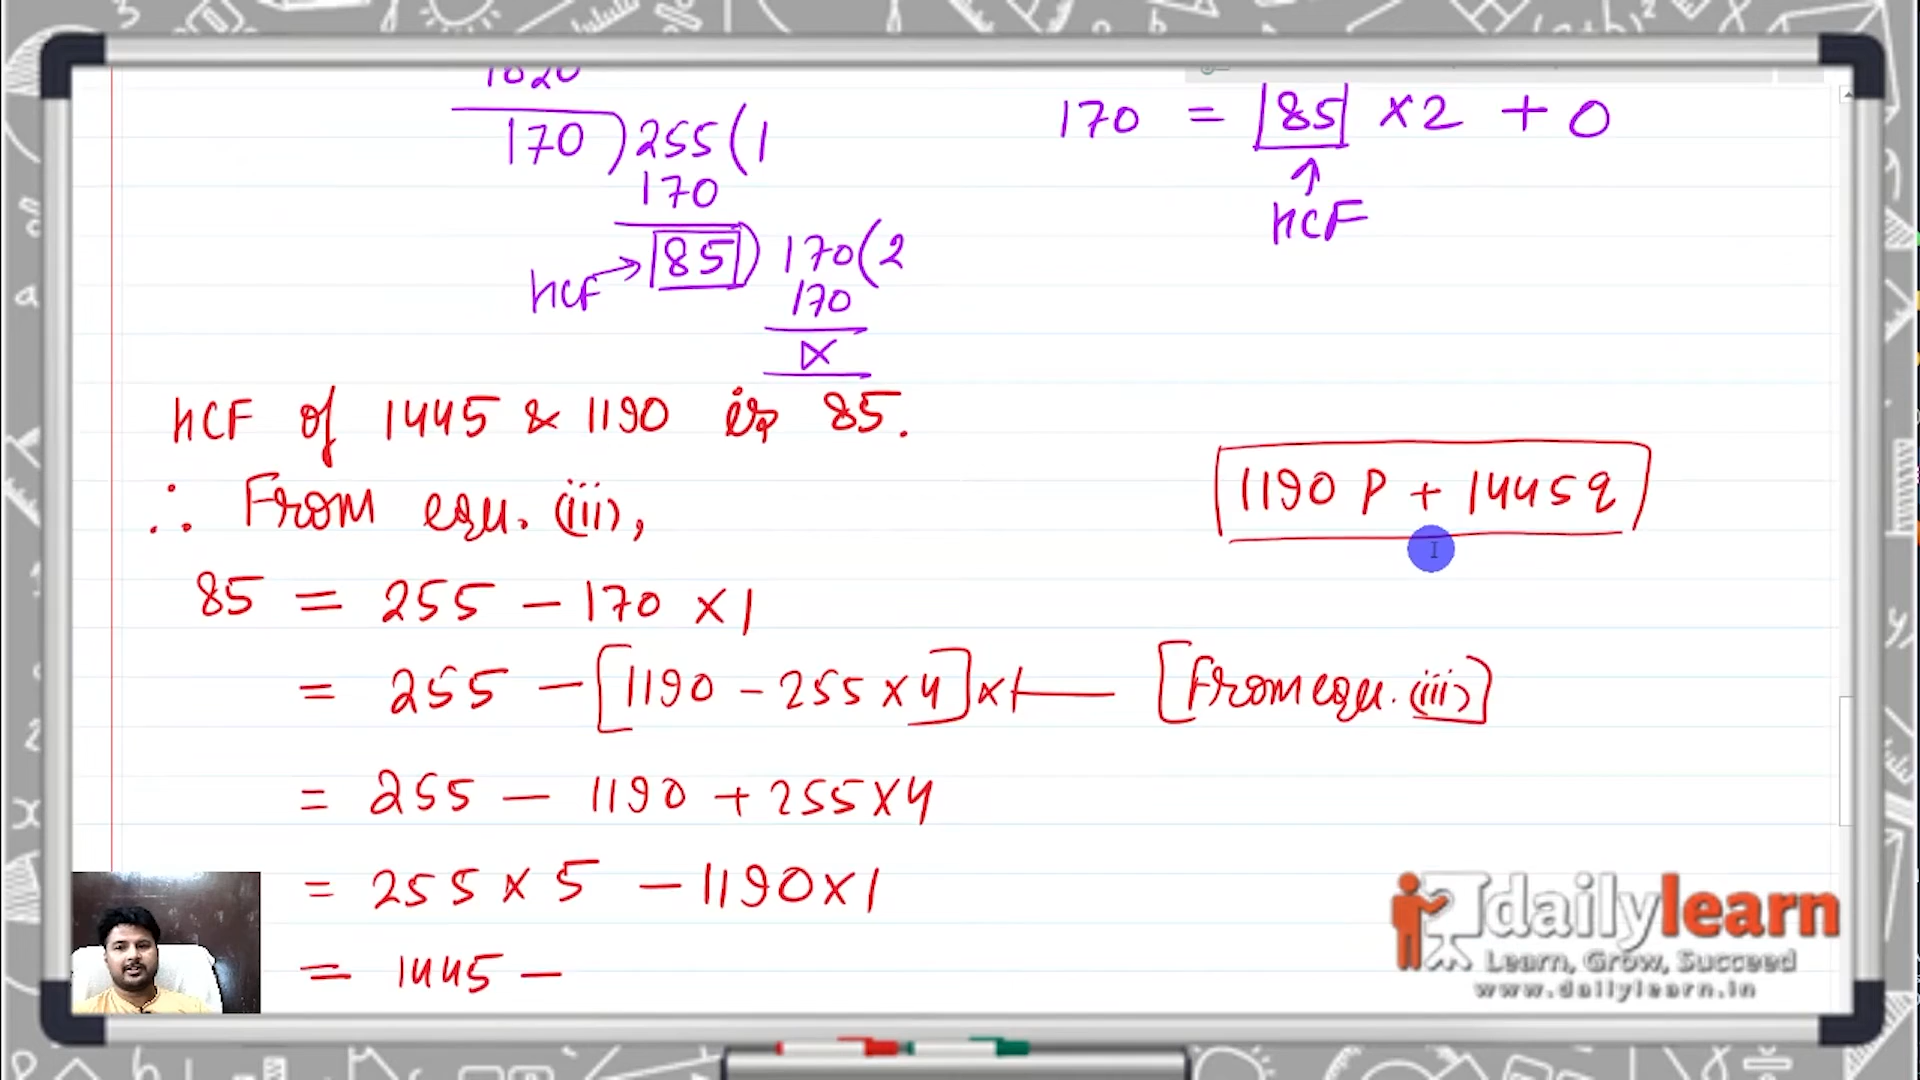 1020
170 ) 255 ( 1
170
HCF → 85 ) 170 ( 2
170
×
170 = 85 × 2 + 0
↑
HCF
HCF of 1445 & 1190 is 85.
∴ From equ. (iii),
1190 p + 1445 q
85 = 255 - 170 × 1
= 255 - [1190 - 255 × 4] × 1 — [From equ. (iii)]
= 255 - 1190 + 255 × 4
= 255 × 5 - 1190 × 1
= 1445 -
dailylearn
Learn, Grow, Succeed
www.dailylearn.in